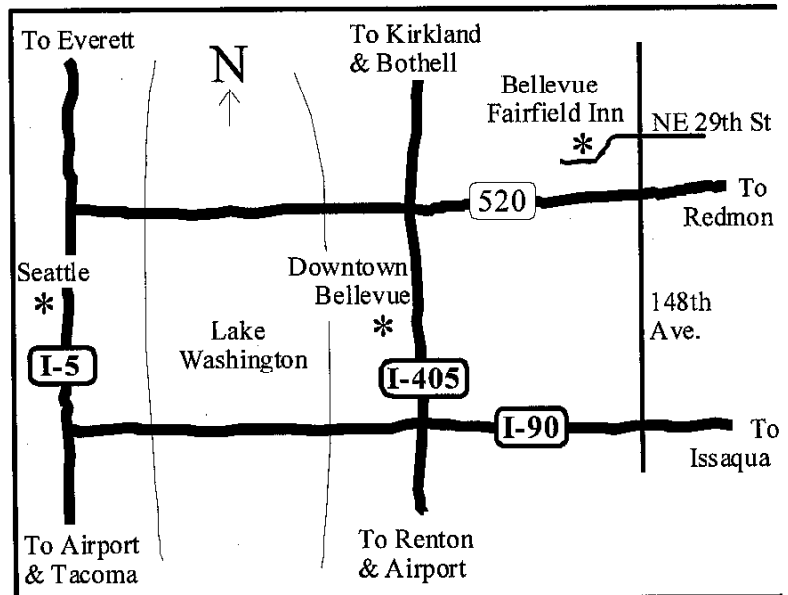 To Everett
N
To Kirkland
& Bothell
Bellevue
Fairfield Inn
*
NE 29th St
520
To
Redmon
Seattle
*
Downtown
Bellevue
*
148th
Ave.
Lake
Washington
I-5
I-405
I-90
To
Issaqua
To Airport
& Tacoma
To Renton
& Airport